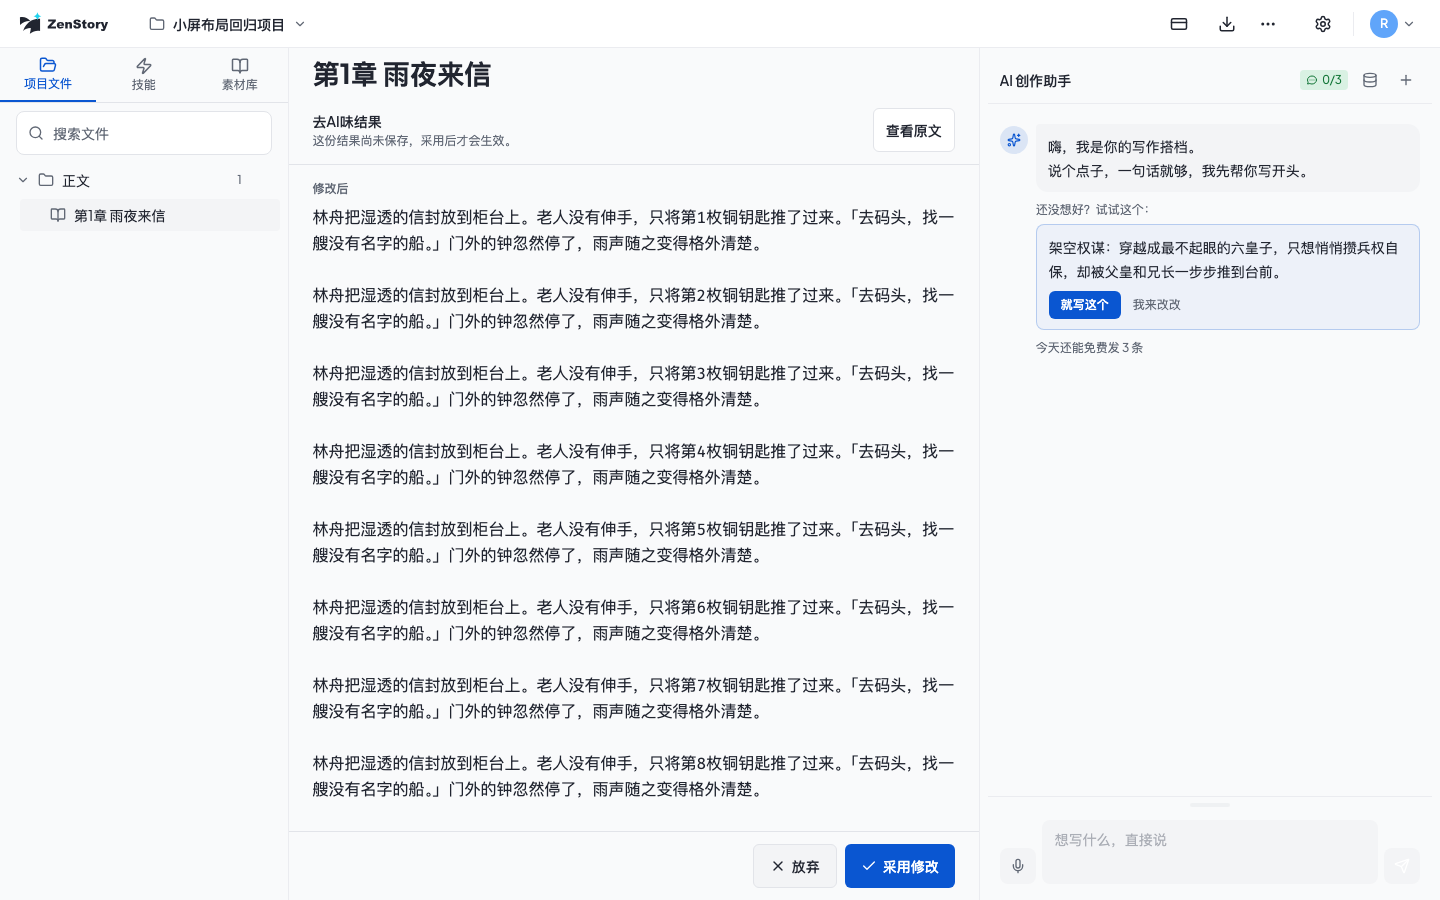 ZenStory
小屏布局回归项目
R
项目文件
技能
素材库
搜索文件
正文
1
第1章 雨夜来信
第1章 雨夜来信
去AI味结果
这份结果尚未保存，采用后才会生效。
查看原文
修改后
林舟把湿透的信封放到柜台上。老人没有伸手，只将第1枚铜钥匙推了过来。「去码头，找一
艘没有名字的船。」门外的钟忽然停了，雨声随之变得格外清楚。
林舟把湿透的信封放到柜台上。老人没有伸手，只将第2枚铜钥匙推了过来。「去码头，找一
艘没有名字的船。」门外的钟忽然停了，雨声随之变得格外清楚。
林舟把湿透的信封放到柜台上。老人没有伸手，只将第3枚铜钥匙推了过来。「去码头，找一
艘没有名字的船。」门外的钟忽然停了，雨声随之变得格外清楚。
林舟把湿透的信封放到柜台上。老人没有伸手，只将第4枚铜钥匙推了过来。「去码头，找一
艘没有名字的船。」门外的钟忽然停了，雨声随之变得格外清楚。
林舟把湿透的信封放到柜台上。老人没有伸手，只将第5枚铜钥匙推了过来。「去码头，找一
艘没有名字的船。」门外的钟忽然停了，雨声随之变得格外清楚。
林舟把湿透的信封放到柜台上。老人没有伸手，只将第6枚铜钥匙推了过来。「去码头，找一
艘没有名字的船。」门外的钟忽然停了，雨声随之变得格外清楚。
林舟把湿透的信封放到柜台上。老人没有伸手，只将第7枚铜钥匙推了过来。「去码头，找一
艘没有名字的船。」门外的钟忽然停了，雨声随之变得格外清楚。
林舟把湿透的信封放到柜台上。老人没有伸手，只将第8枚铜钥匙推了过来。「去码头，找一
艘没有名字的船。」门外的钟忽然停了，雨声随之变得格外清楚。
放弃
采用修改
AI 创作助手
0/3
嗨，我是你的写作搭档。
说个点子，一句话就够，我先帮你写开头。
还没想好？试试这个：
架空权谋：穿越成最不起眼的六皇子，只想悄悄攒兵权自
保，却被父皇和兄长一步步推到台前。
就写这个
我来改改
今天还能免费发 3 条
想写什么，直接说